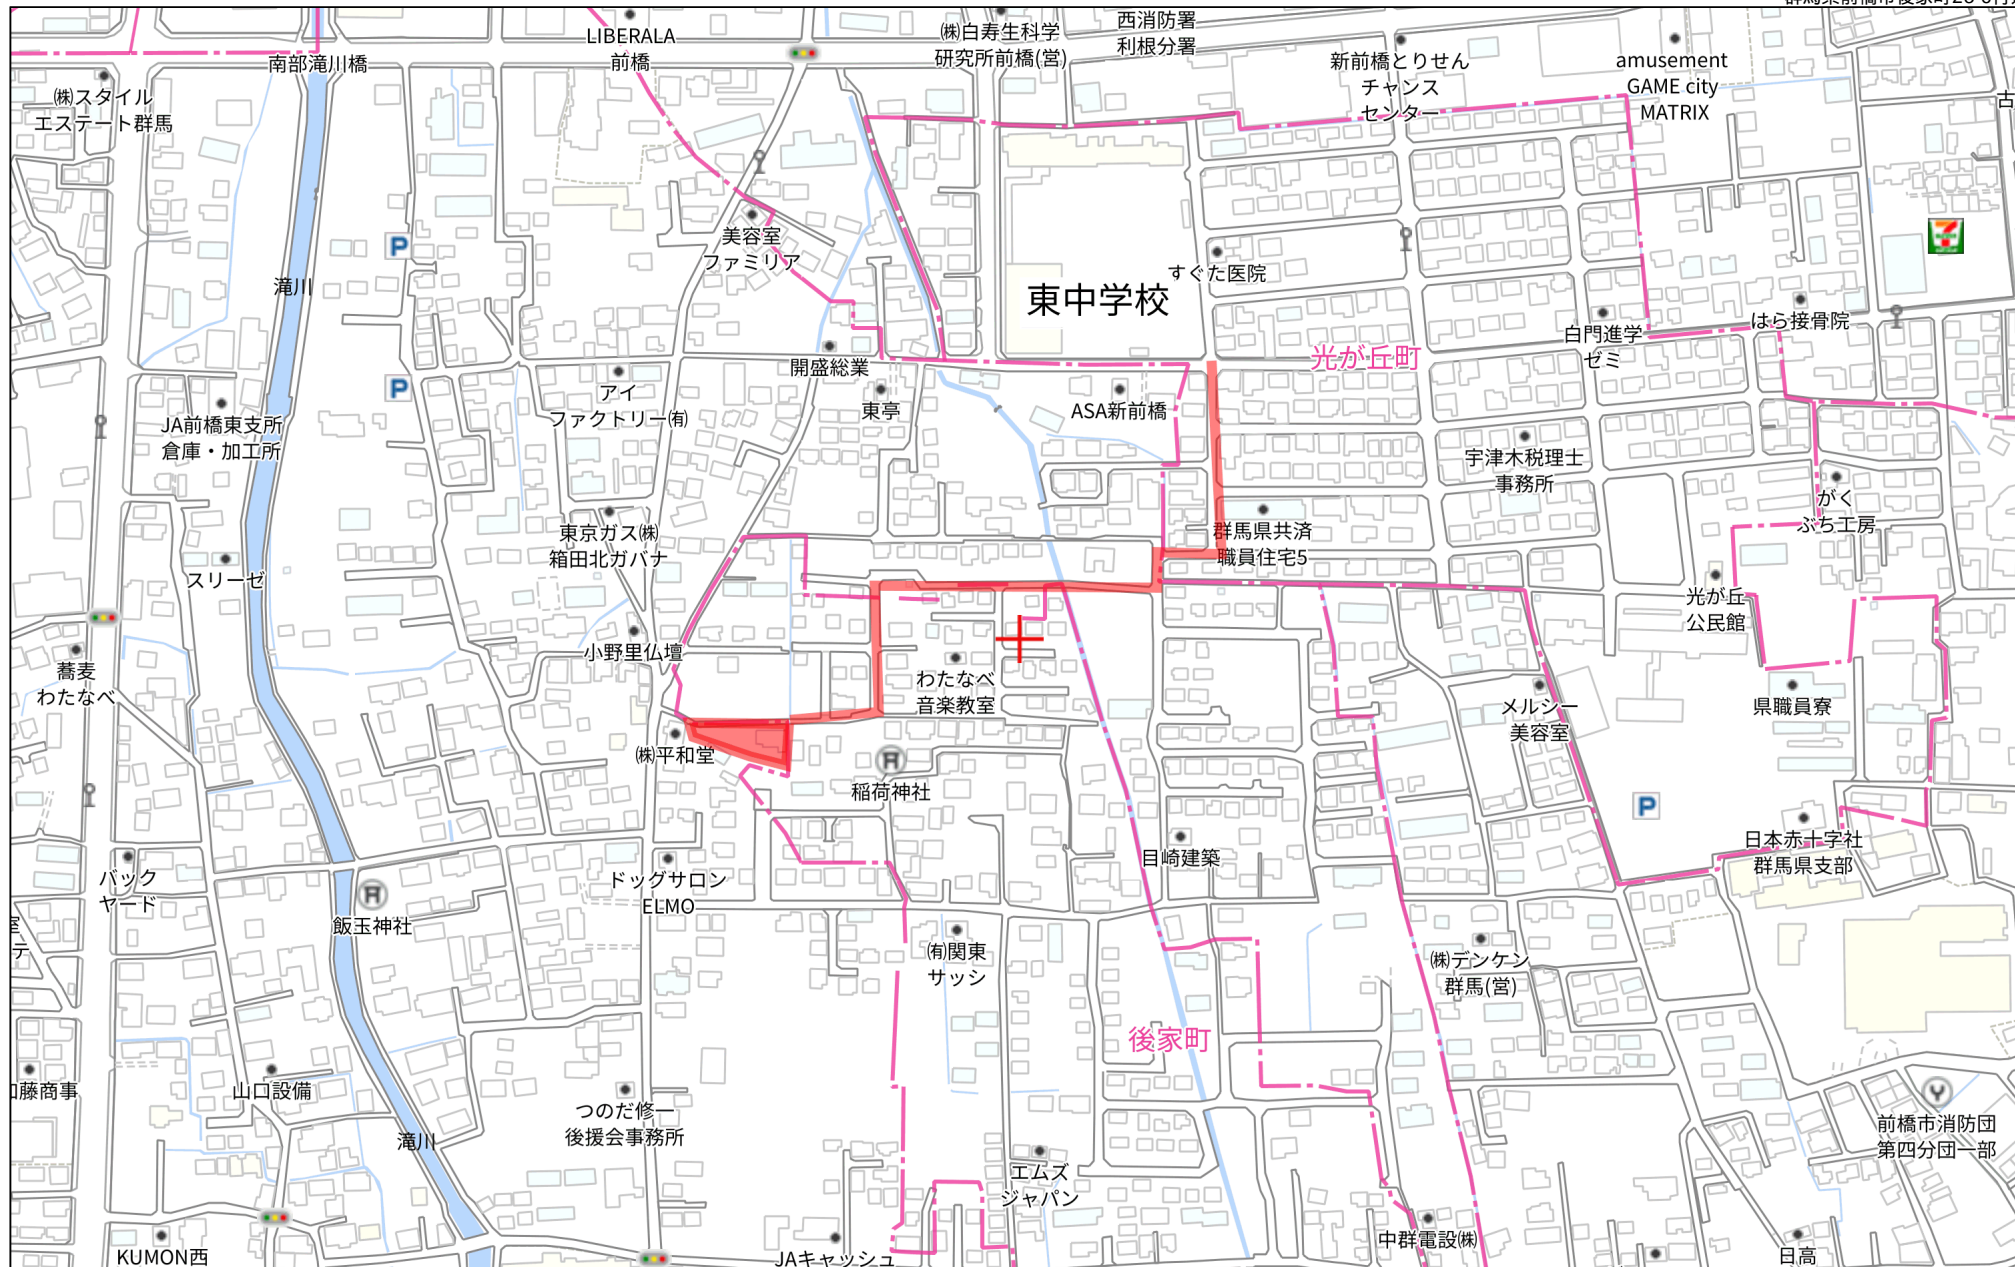 南部滝川橋
LIBERALA
前橋
㈱白寿生科学
研究所前橋(営)
西消防署
利根分署
新前橋とりせん
チャンス
センター
amusement
GAME city
MATRIX
古
㈱スタイル
エステート群馬
P
美容室
ファミリア
滝川
すぐた医院
東中学校
白門進学
ゼミ
はら接骨院
光が丘町
開盛総業
P
アイ
ファクトリー㈲
東亭
ASA新前橋
JA前橋東支所
倉庫・加工所
宇津木税理士
事務所
がく
ぶち工房
東京ガス㈱
箱田北ガバナ
群馬県共済
職員住宅5
スリーゼ
光が丘
公民館
小野里仏壇
蕎麦
わたなべ
わたなべ
音楽教室
メルシー
美容室
県職員寮
㈱平和堂
稲荷神社
P
日本赤十字社
群馬県支部
目崎建築
バック
ヤード
ドッグサロン
ELMO
飯玉神社
㈲関東
サッシ
㈱デンケン
群馬(営)
後家町
加藤商事
山口設備
つのだ修一
後援会事務所
滝川
前橋市消防団
第四分団一部
エムズ
ジャパン
KUMON西
JAキャッシュ
中群電設㈱
日高